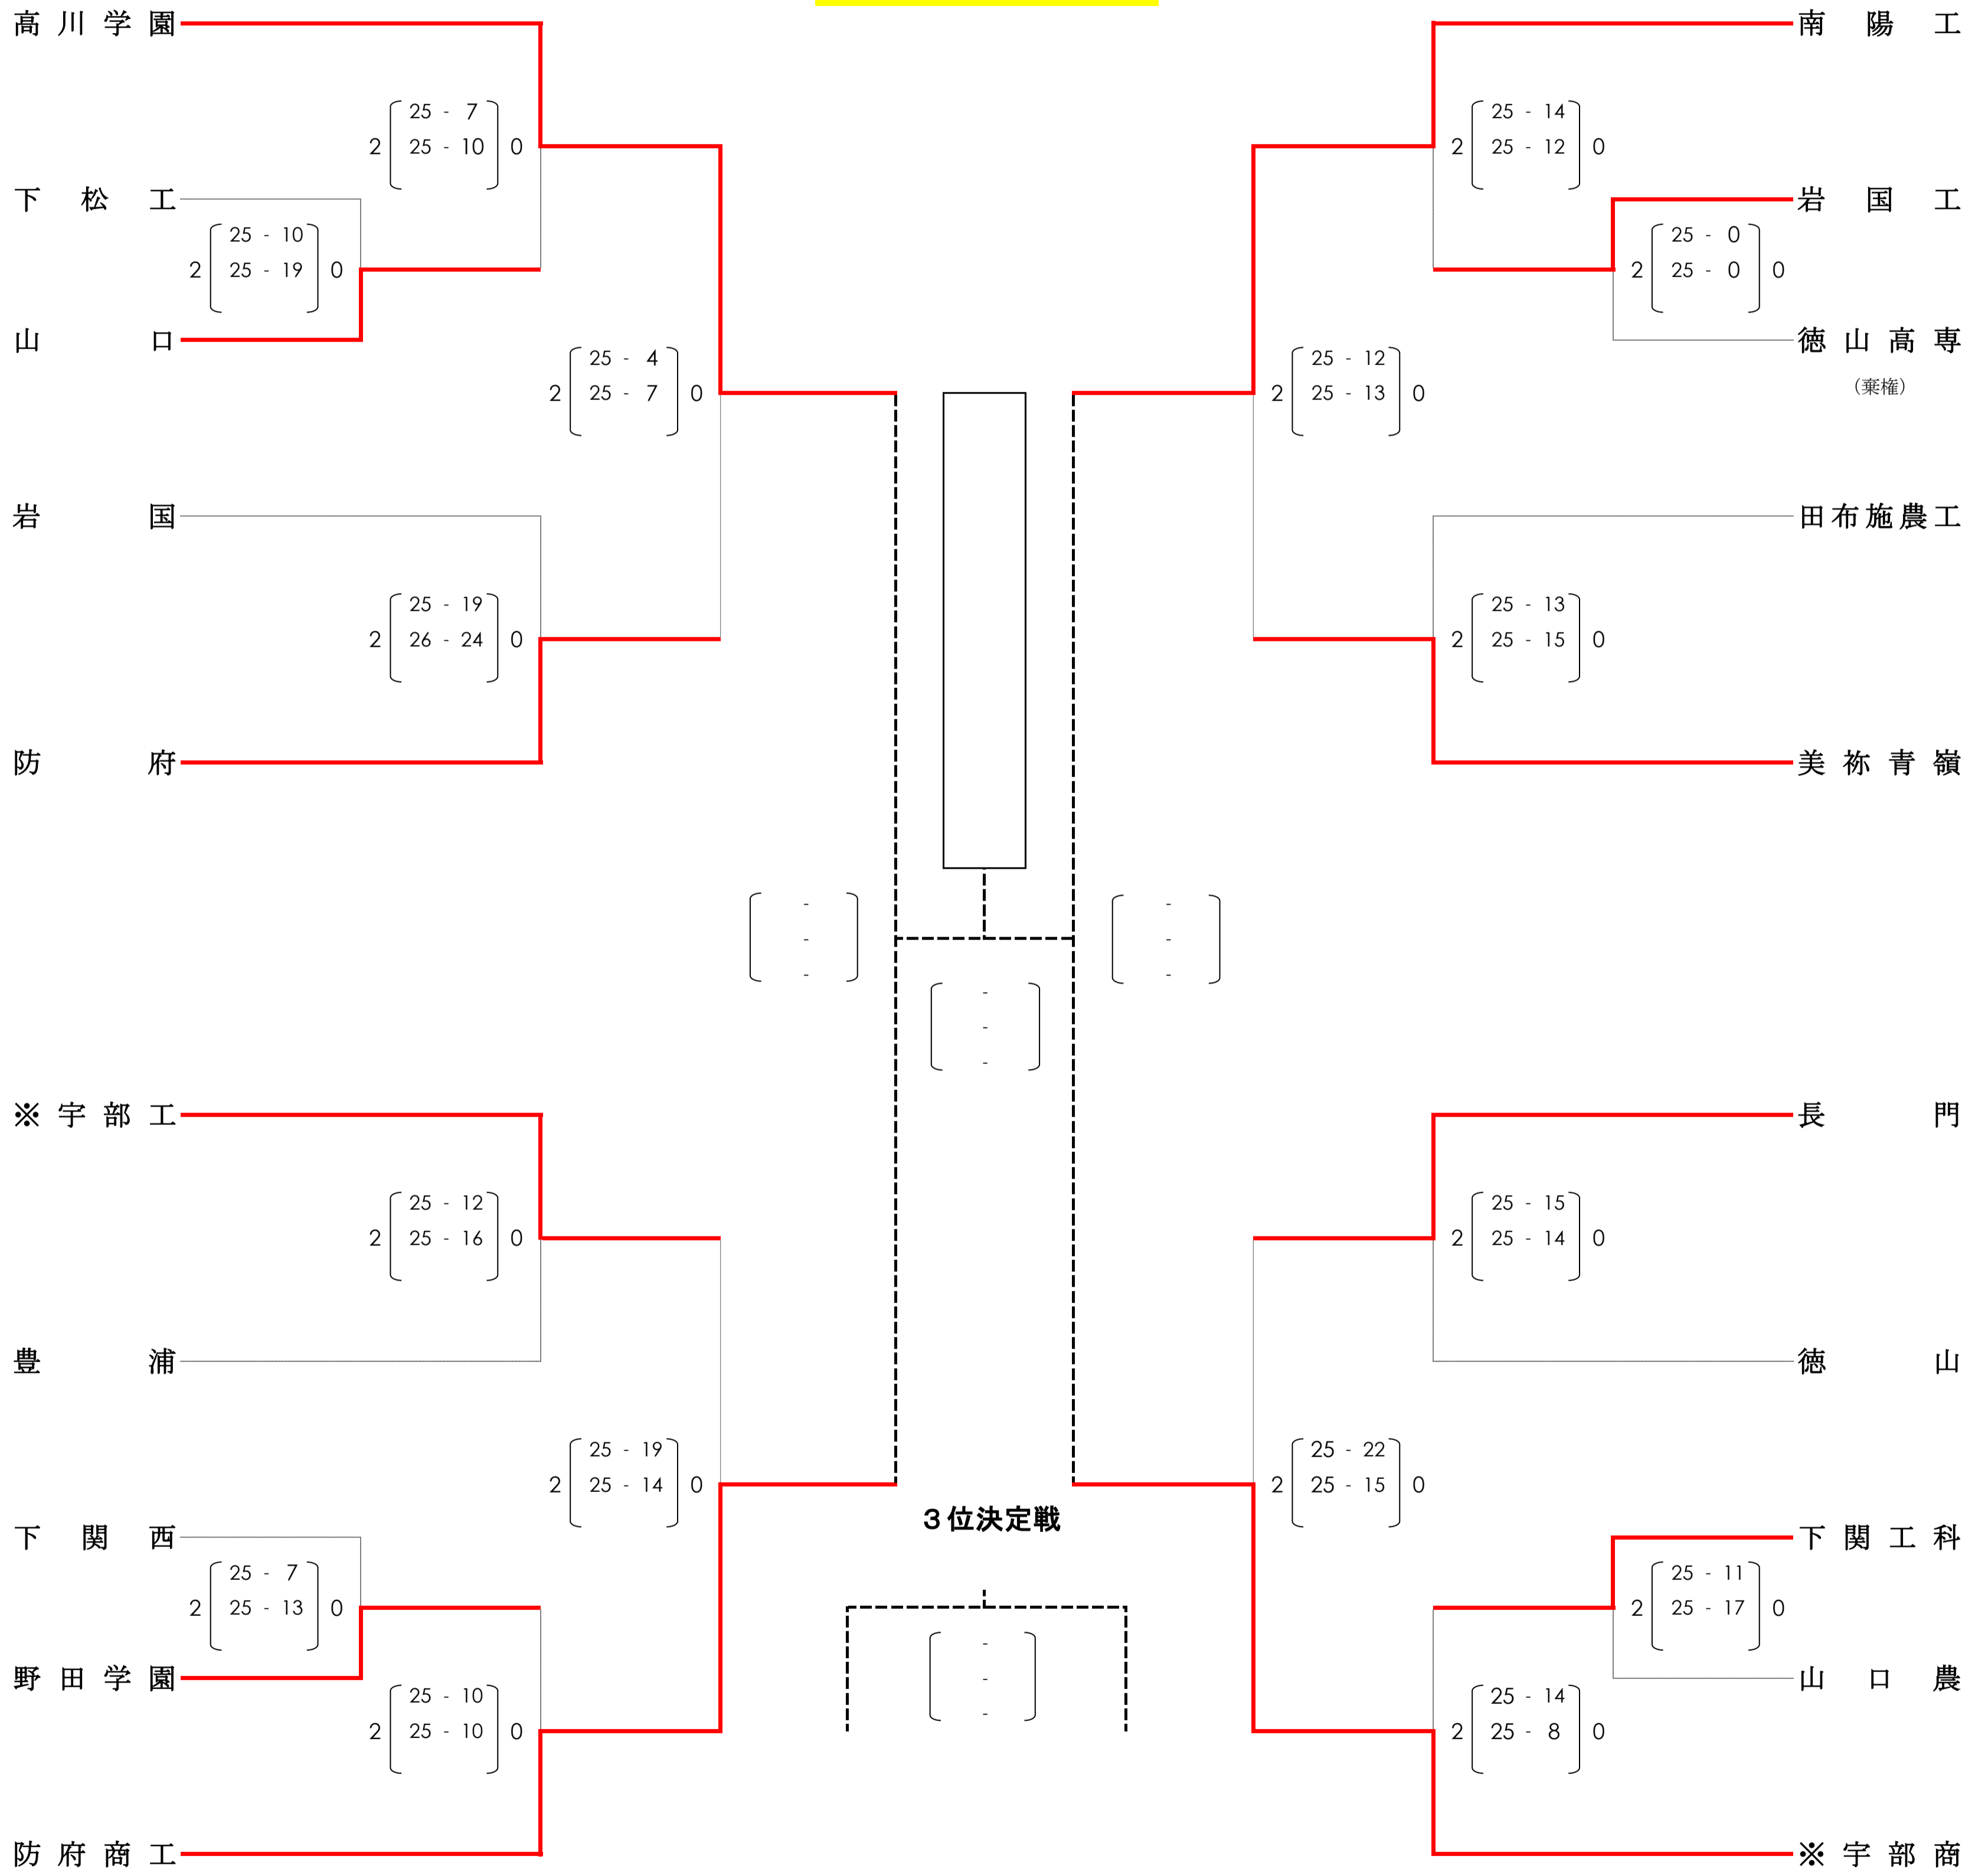 高川学園
25 - 7
2 25 - 10 0
下松工
25 - 10
2 25 - 19 0
山口
25 - 4
2 25 - 7 0
岩国
25 - 19
2 26 - 24 0
防府
※宇部工
25 - 12
2 25 - 16 0
豊浦
25 - 19
2 25 - 14 0
下関西
25 - 7
2 25 - 13 0
野田学園
25 - 10
2 25 - 10 0
防府商工
-
-
-
-
-
-
-
-
-
3位決定戦
-
-
-
南陽工
25 - 14
2 25 - 12 0
岩国工
25 - 0
2 25 - 0 0
徳山高専
（棄権）
25 - 12
2 25 - 13 0
田布施農工
25 - 13
2 25 - 15 0
美祢青嶺
長門
25 - 15
2 25 - 14 0
徳山
25 - 22
2 25 - 15 0
下関工科
25 - 11
2 25 - 17 0
山口農
25 - 14
2 25 - 8 0
※宇部商